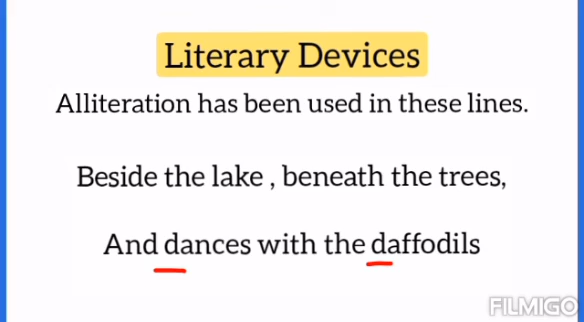 Literary Devices
Alliteration has been used in these lines.
Beside the lake , beneath the trees,
And dances with the daffodils
FILMIGO